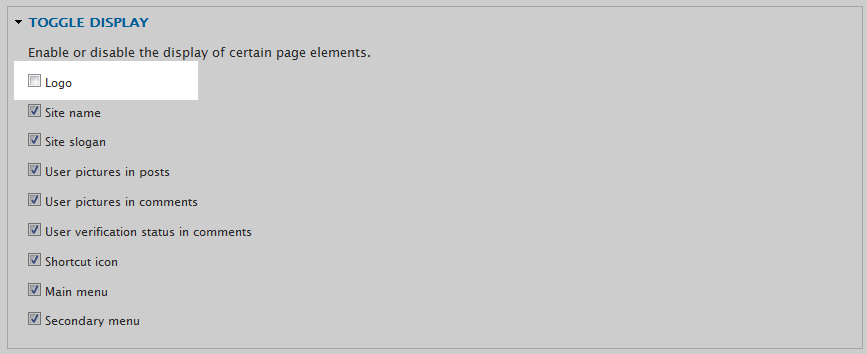 TOGGLE DISPLAY
Enable or disable the display of certain page elements.
Logo
Site name
Site slogan
User pictures in posts
User pictures in comments
User verification status in comments
Shortcut icon
Main menu
Secondary menu